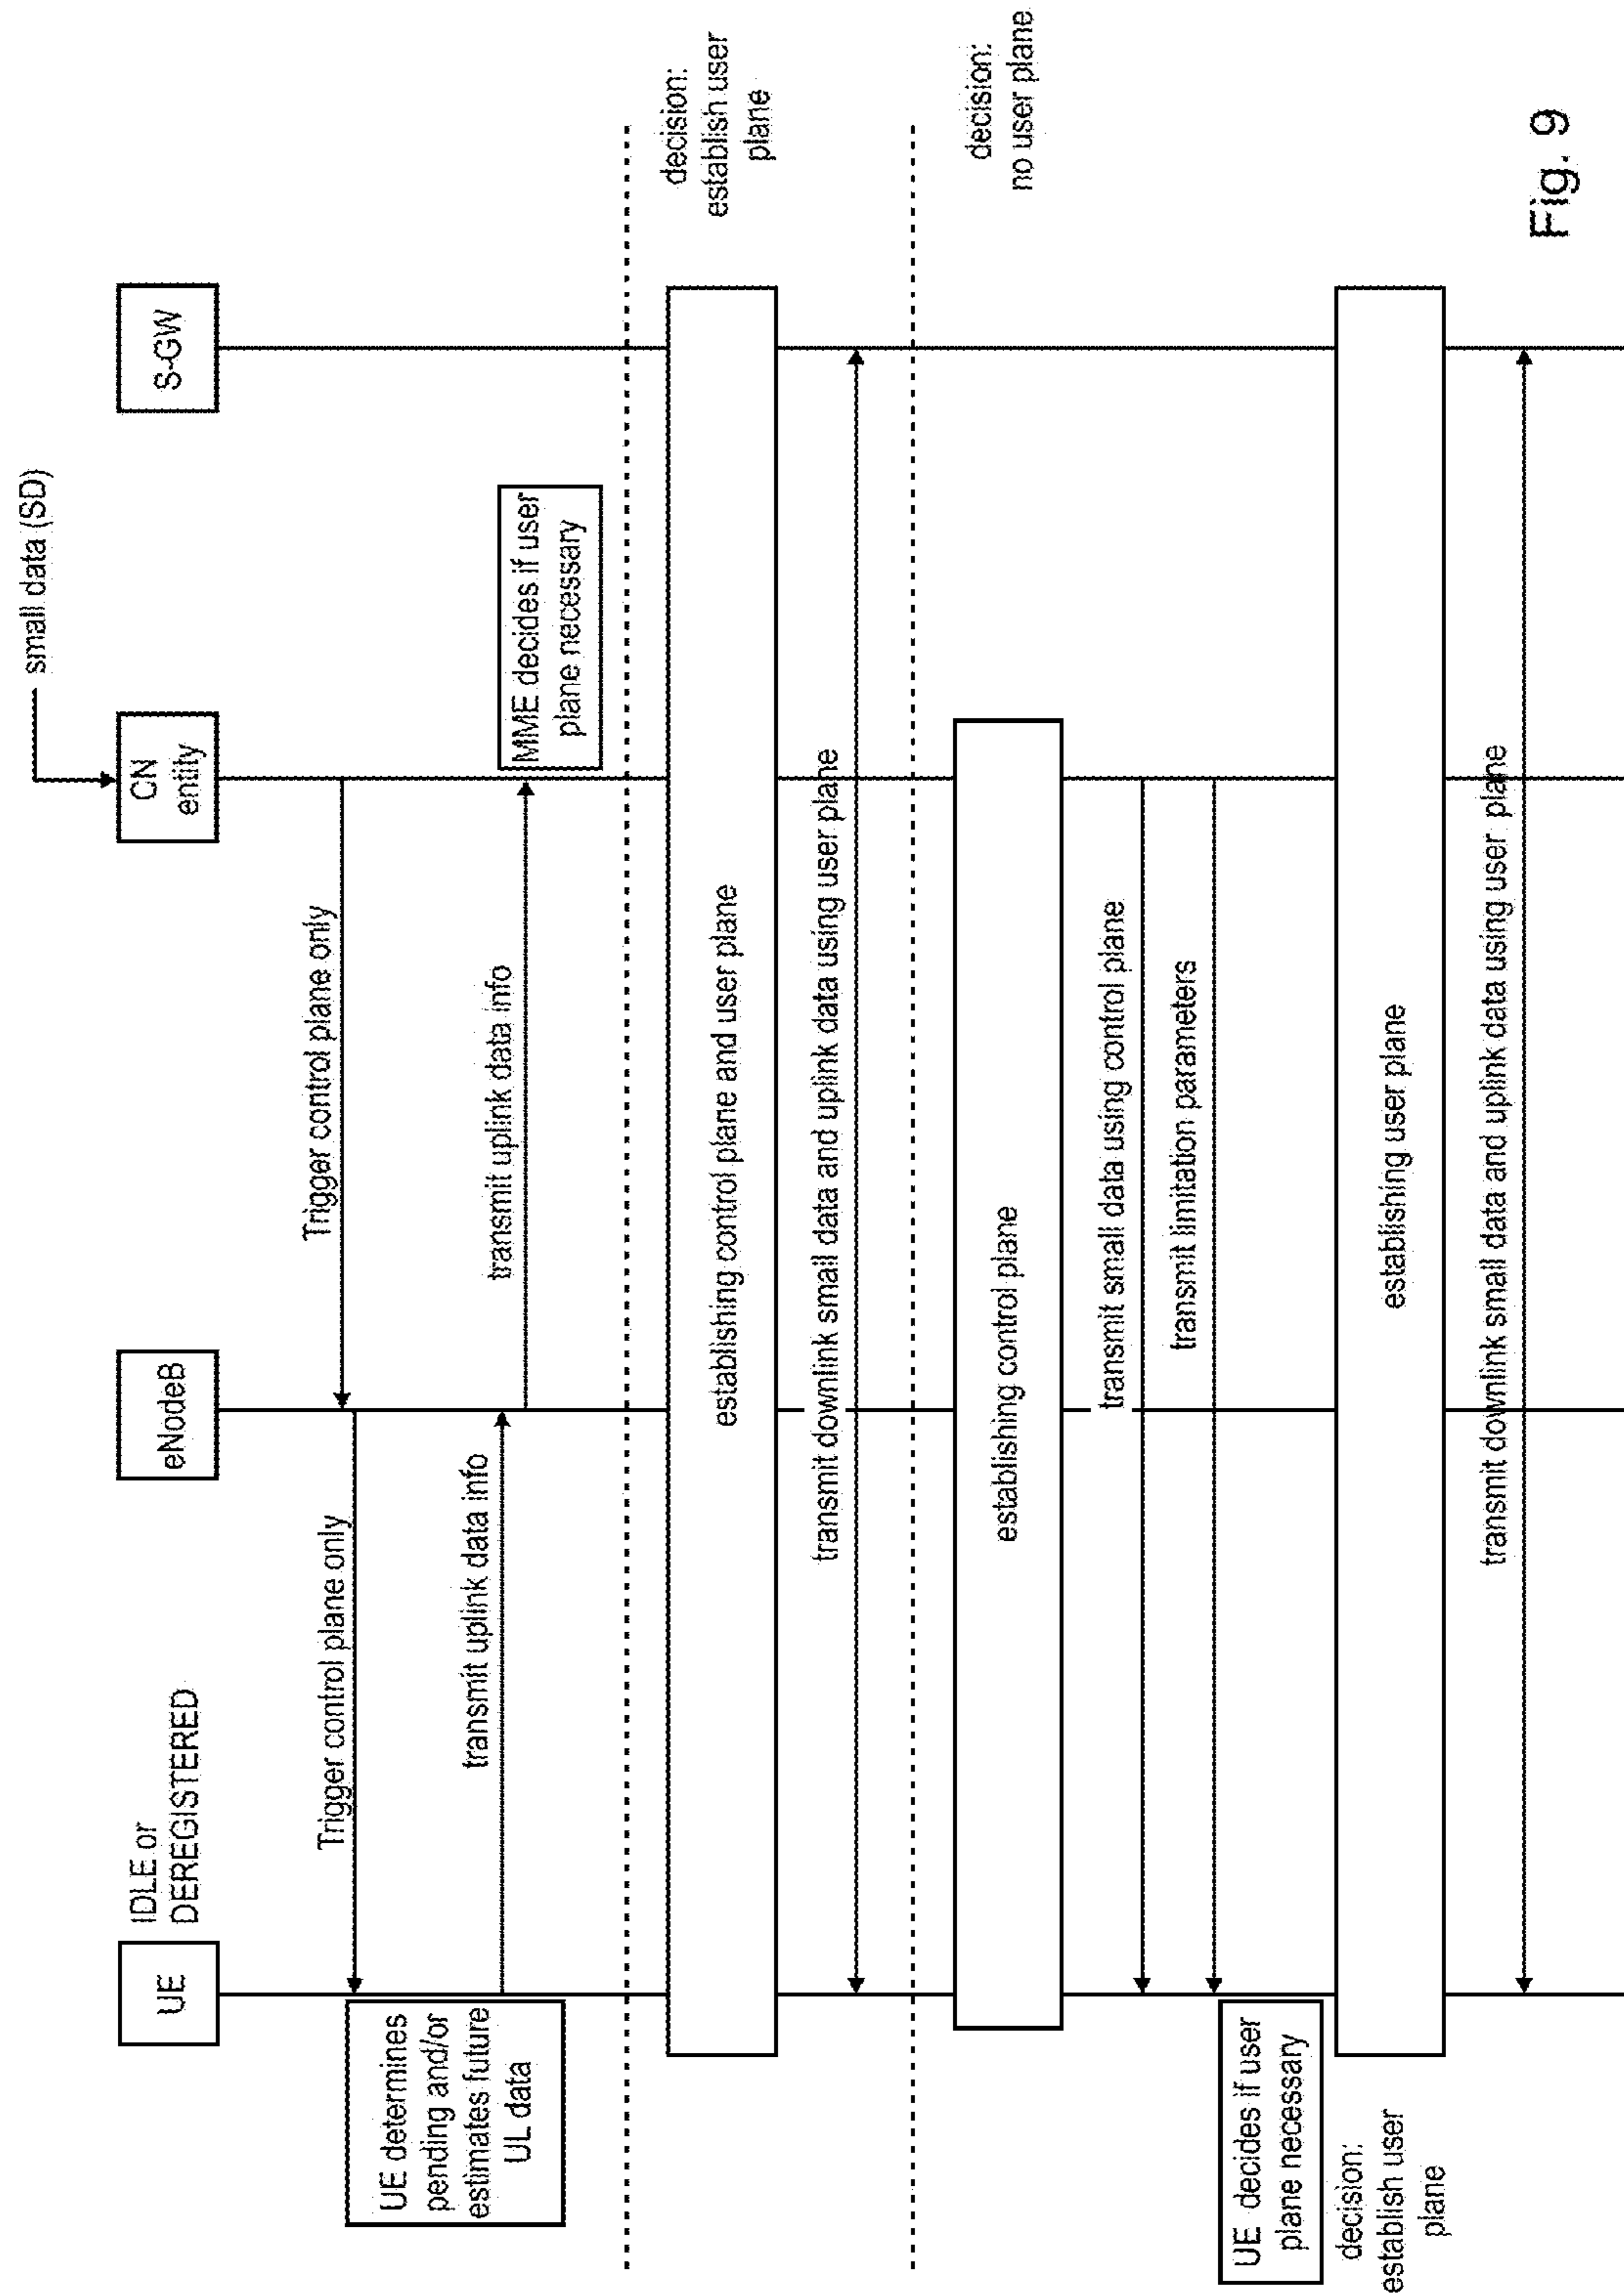 small data (SD)
IDLE or
DEREGISTERED
UE
eNodeB
CN
entity
S-GW
Trigger control plane only
Trigger control plane only
UE determines
pending and/or
estimates future
UL data
transmit uplink data info
transmit uplink data info
MME decides if user
plane necessary
decision:
establish user
plane
establishing control plane and user plane
transmit downlink small data and uplink data using user plane
decision:
no user plane
establishing control plane
transmit small data using control plane
transmit limitation parameters
UE decides if user
plane necessary
decision:
establish user
plane
establishing user plane
transmit downlink small data and uplink data using user plane
Fig. 9